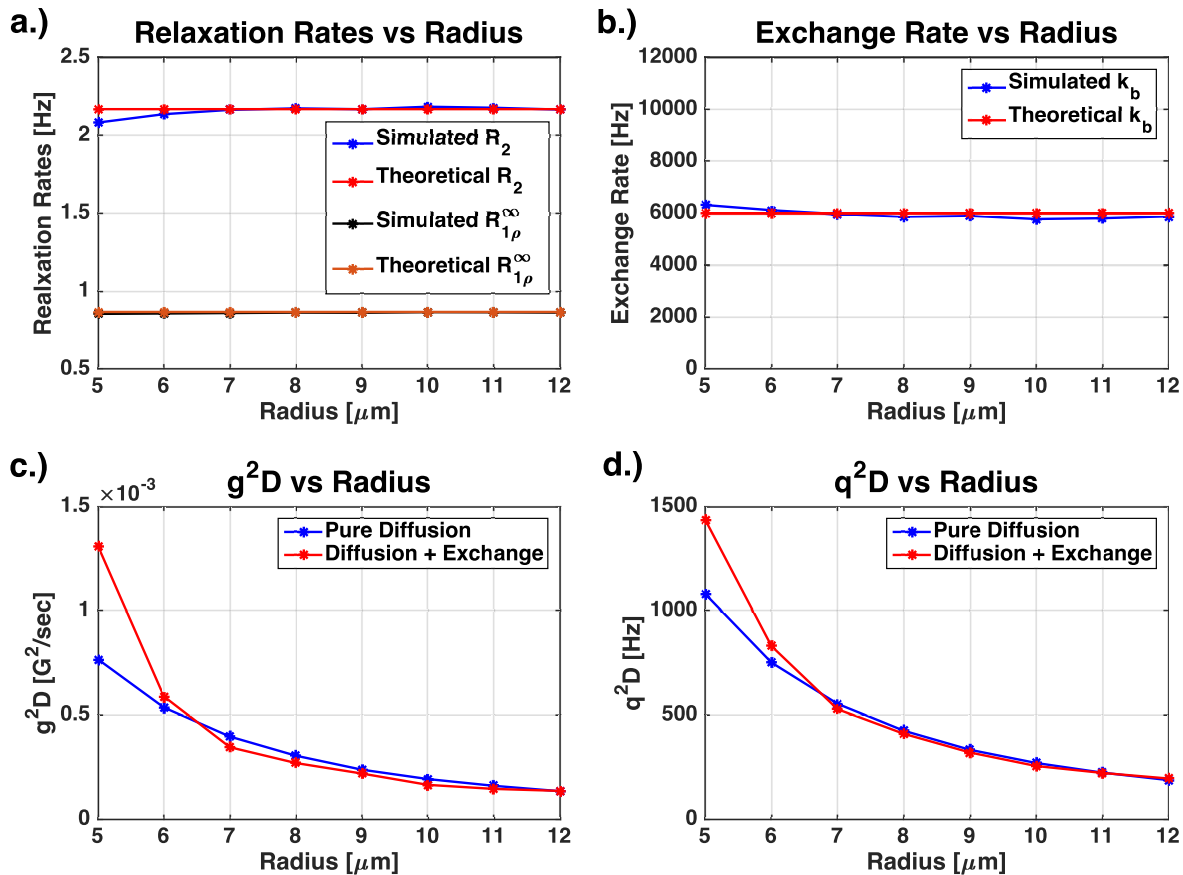 a.)
Relaxation Rates vs Radius
2.5
2
1.5
1
0.5
Realxation Rates [Hz]
Simulated R2
Theoretical R2
Simulated R1ρ∞
Theoretical R1ρ∞
5 6 7 8 9 10 11 12
Radius [μm]
b.)
Exchange Rate vs Radius
12000
10000
8000
6000
4000
2000
0
Exchange Rate [Hz]
Simulated kb
Theoretical kb
5 6 7 8 9 10 11 12
Radius [μm]
c.)
g²D vs Radius
×10⁻³
1.5
1
0.5
0
g²D [G²/sec]
Pure Diffusion
Diffusion + Exchange
5 6 7 8 9 10 11 12
Radius [μm]
d.)
q²D vs Radius
1500
1000
500
0
q²D [Hz]
Pure Diffusion
Diffusion + Exchange
5 6 7 8 9 10 11 12
Radius [μm]